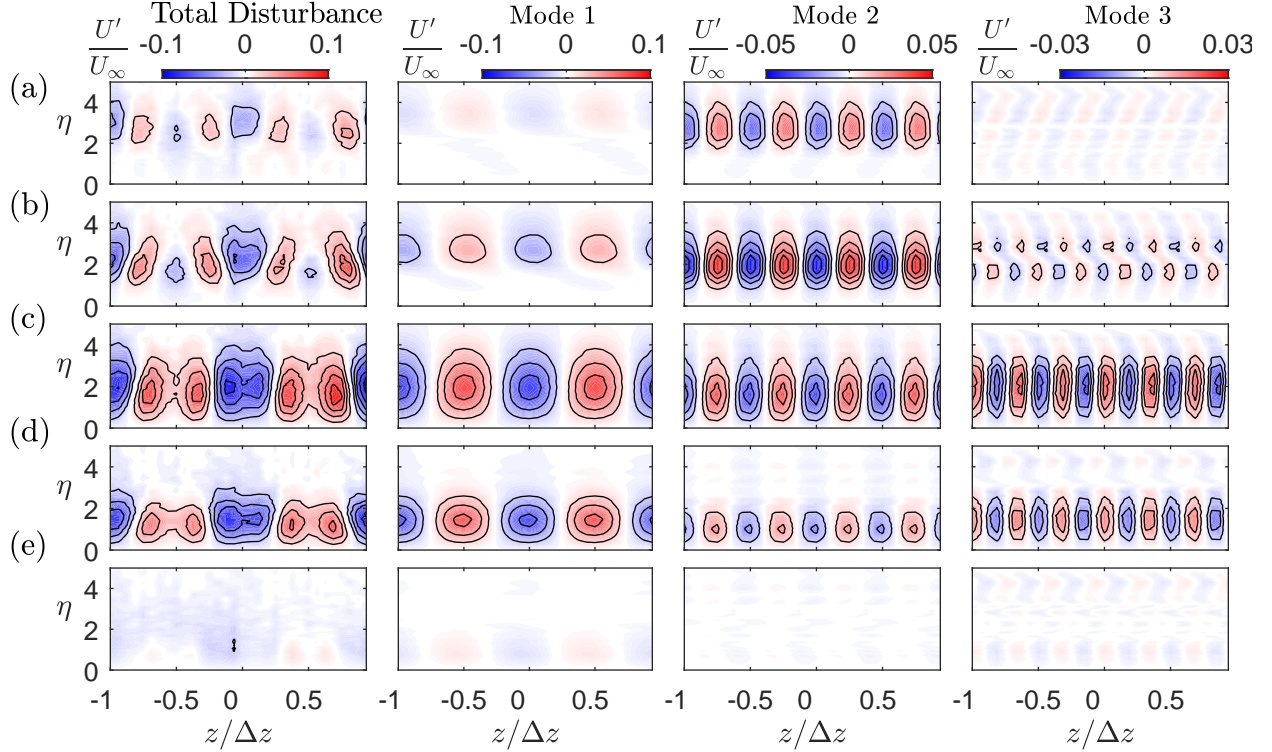 Total Disturbance Mode 1 Mode 2 Mode 3
U′/U∞ -0.1 0 0.1 U′/U∞ -0.1 0 0.1 U′/U∞ -0.05 0 0.05 U′/U∞ -0.03 0 0.03
(a)
η 4 2 0
(b)
η 4 2 0
(c)
η 4 2 0
(d)
η 4 2 0
(e)
η 4 2 0
-1 -0.5 0 0.5 -1 -0.5 0 0.5 -1 -0.5 0 0.5 -1 -0.5 0 0.5
z/Δz z/Δz z/Δz z/Δz